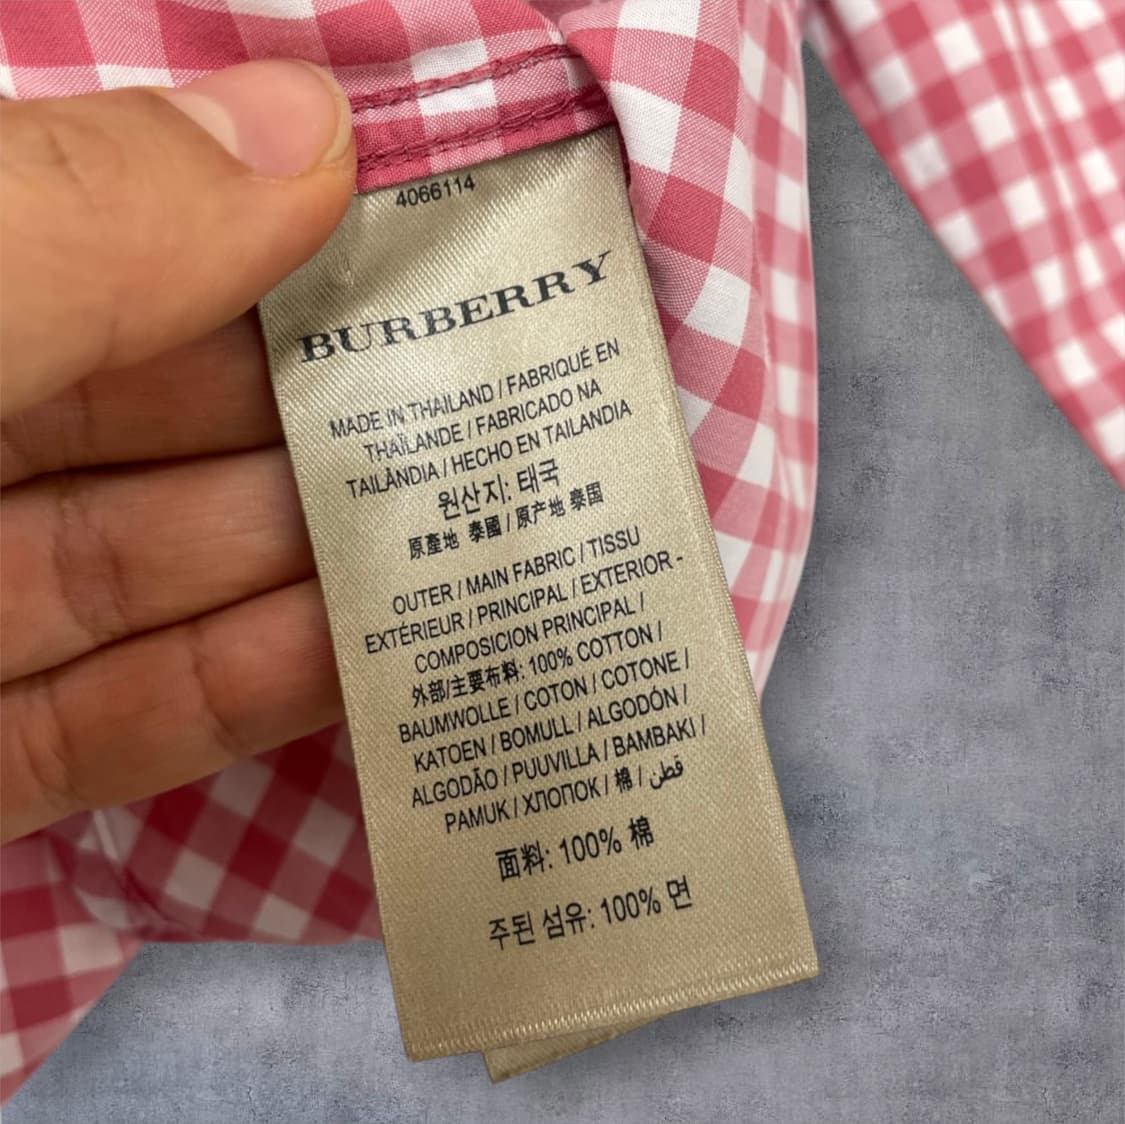 4066114
BURBERRY
MADE IN THAILAND / FABRIQUÉ EN
THAÏLANDE / FABRICADO NA
TAILÂNDIA / HECHO EN TAILANDIA
원산지: 태국
原產地 泰國 / 原产地 泰国
OUTER / MAIN FABRIC / TISSU
EXTÉRIEUR / PRINCIPAL / EXTERIOR -
COMPOSICION PRINCIPAL /
外部/主要布料: 100% COTTON /
BAUMWOLLE / COTON / COTONE /
KATOEN / BOMULL / ALGODÓN /
ALGODÃO / PUUVILLA / BAMBAKI /
PAMUK / ХЛОПОК / 棉 / قطن
面料: 100% 棉
주된 섬유: 100% 면